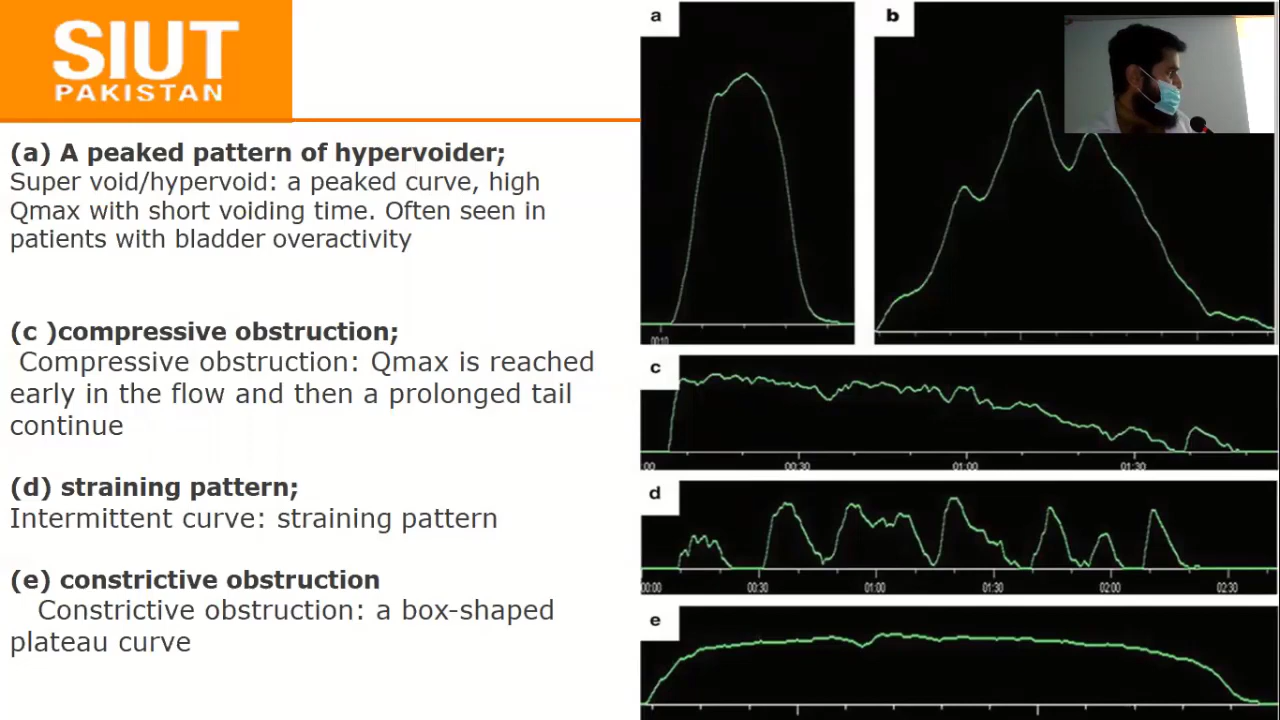 SIUT
PAKISTAN
(a) A peaked pattern of hypervoider;
Super void/hypervoid: a peaked curve, high
Qmax with short voiding time. Often seen in
patients with bladder overactivity
(c )compressive obstruction;
Compressive obstruction: Qmax is reached
early in the flow and then a prolonged tail
continue
(d) straining pattern;
Intermittent curve: straining pattern
(e) constrictive obstruction
Constrictive obstruction: a box-shaped
plateau curve
a
00:10
b
c
00 00:30 01:00 01:30
d
00:00 00:30 01:00 01:30 02:00 02:30
e